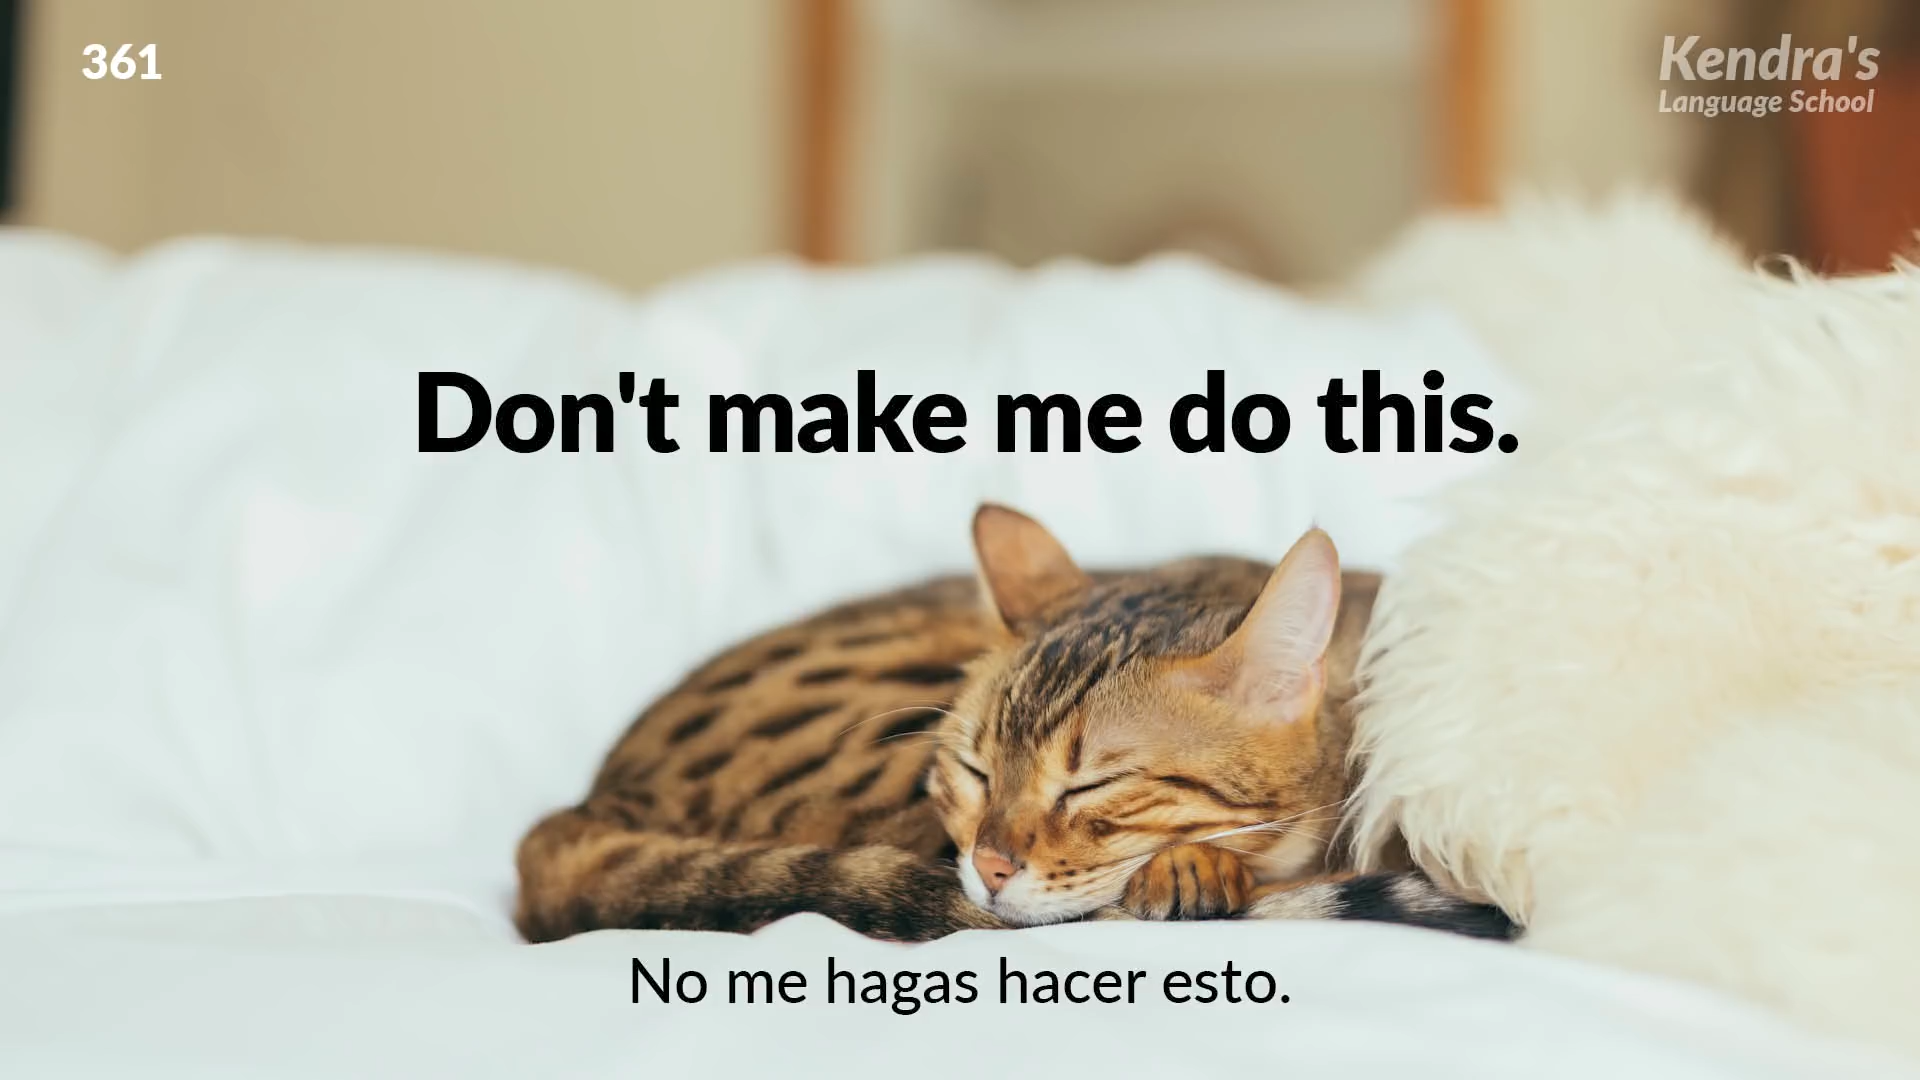 361
Kendra's
Language School
Don't make me do this.
No me hagas hacer esto.